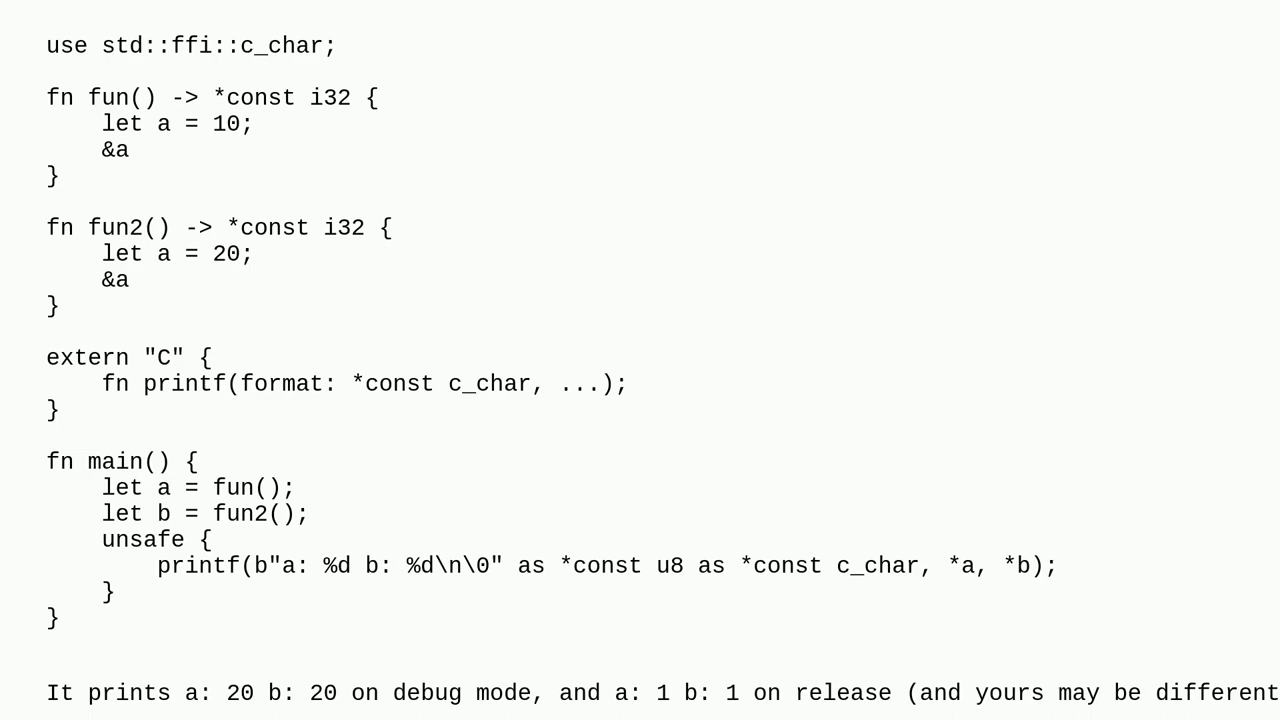 use std::ffi::c_char;
fn fun() -> *const i32 {
    let a = 10;
    &a
}
fn fun2() -> *const i32 {
    let a = 20;
    &a
}
extern "C" {
    fn printf(format: *const c_char, ...);
}
fn main() {
    let a = fun();
    let b = fun2();
    unsafe {
        printf(b"a: %d b: %d\n\0" as *const u8 as *const c_char, *a, *b);
    }
}
It prints a: 20 b: 20 on debug mode, and a: 1 b: 1 on release (and yours may be different